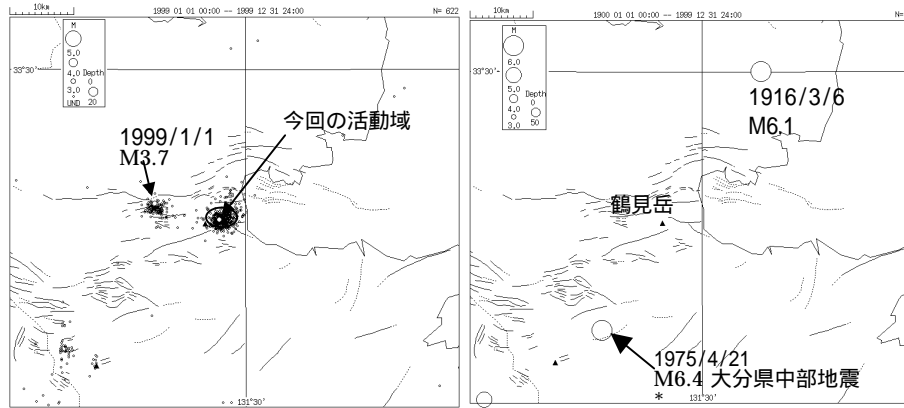 10km
1999 01 01 00:00 -- 1999 12 31 24:00
N= 622
M
5.0
4.0
3.0
UND
Depth
0
20
33°30'
1999/1/1
M3.7
今回の活動域
131°30'
10km
1900 01 01 00:00 -- 1999 12 31 24:00
N=
M
6.0
5.0
4.0
3.0
Depth
0
50
33°30'
1916/3/6
M6.1
鶴見岳
1975/4/21
M6.4 大分県中部地震
*
131°30'